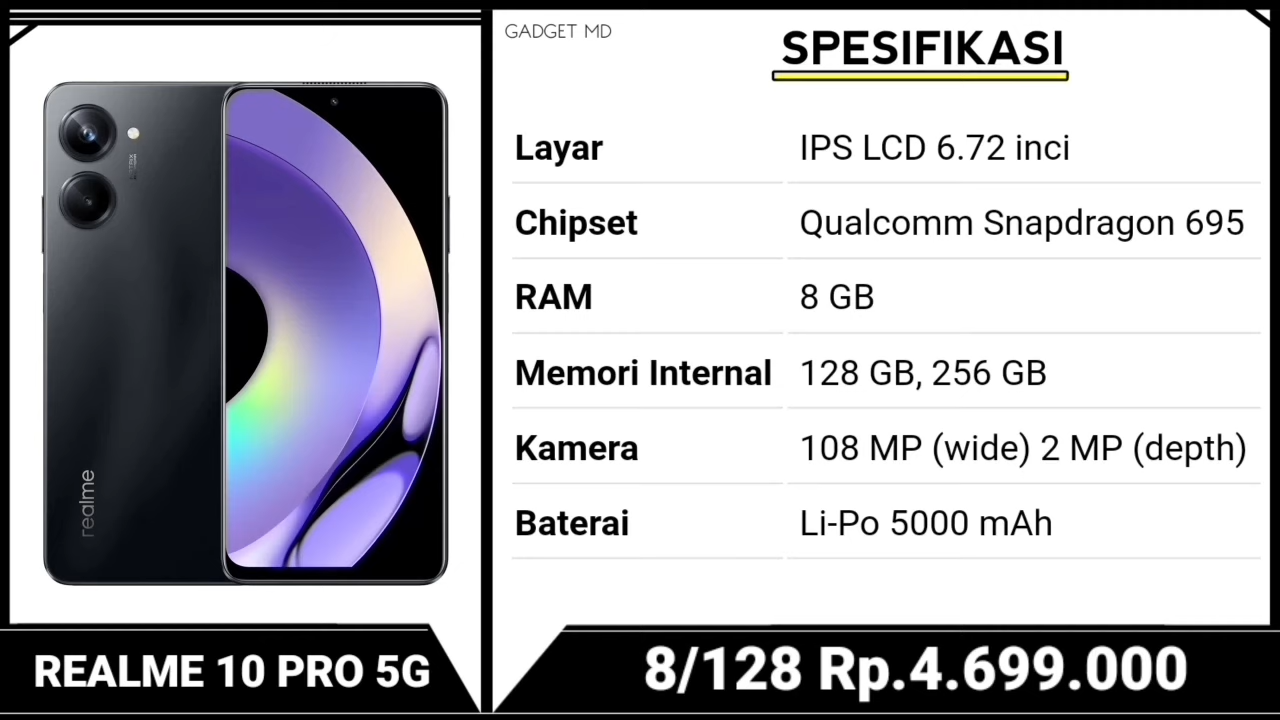 GADGET MD
SPESIFIKASI
Layar IPS LCD 6.72 inci
Chipset Qualcomm Snapdragon 695
RAM 8 GB
Memori Internal 128 GB, 256 GB
Kamera 108 MP (wide) 2 MP (depth)
Baterai Li-Po 5000 mAh
realme
REALME 10 PRO 5G
8/128 Rp.4.699.000